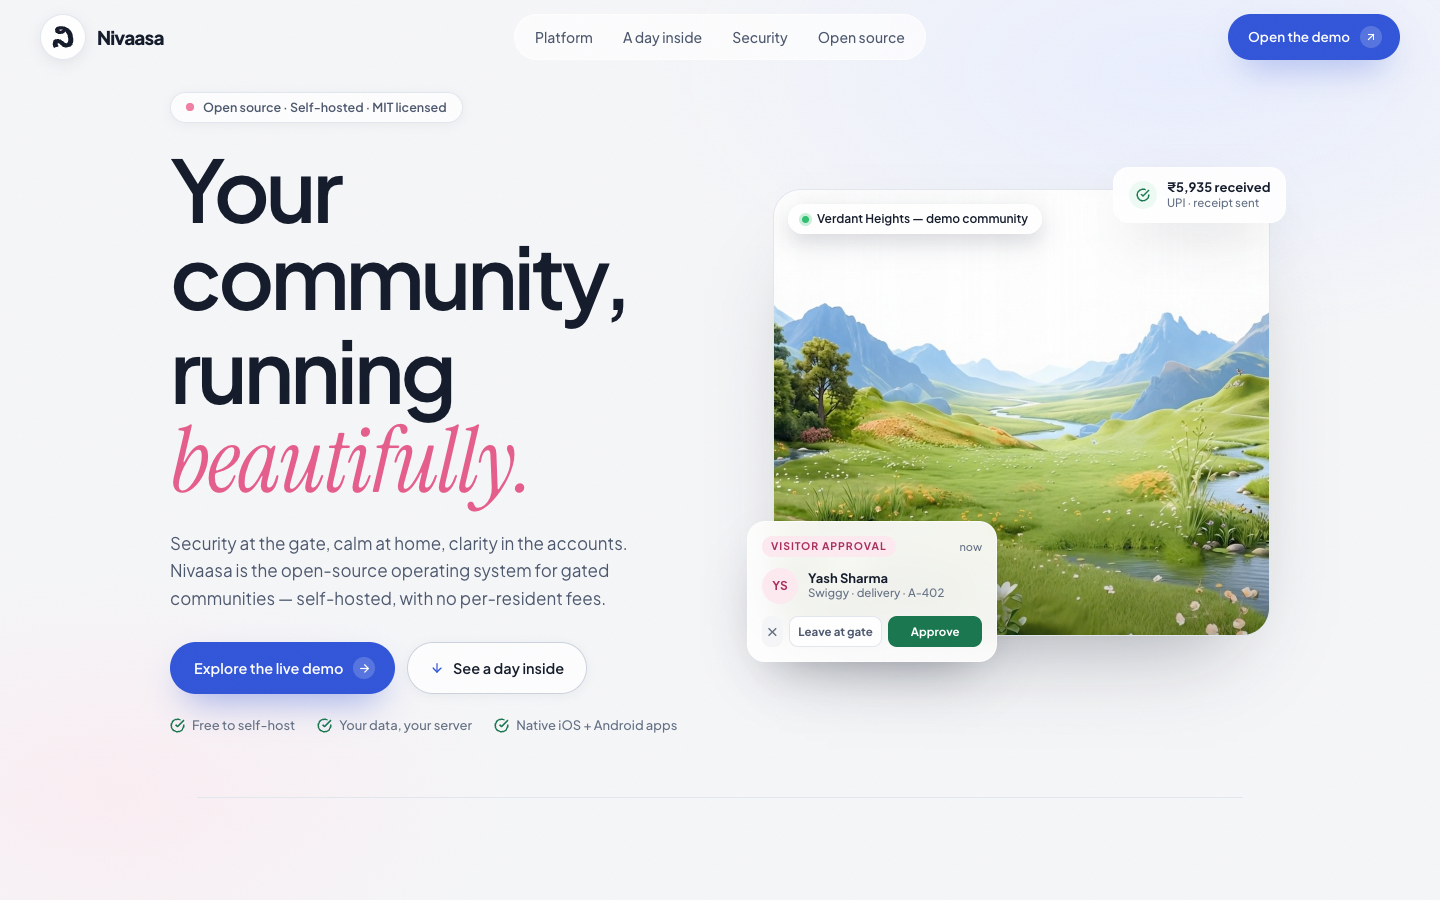 Nivaasa
Platform
A day inside
Security
Open source
Open the demo
Open source · Self-hosted · MIT licensed
Your
community,
running
beautifully.
Security at the gate, calm at home, clarity in the accounts.
Nivaasa is the open-source operating system for gated
communities — self-hosted, with no per-resident fees.
Explore the live demo
See a day inside
Free to self-host
Your data, your server
Native iOS + Android apps
₹5,935 received
UPI · receipt sent
Verdant Heights — demo community
VISITOR APPROVAL
now
YS
Yash Sharma
Swiggy · delivery · A-402
Leave at gate
Approve